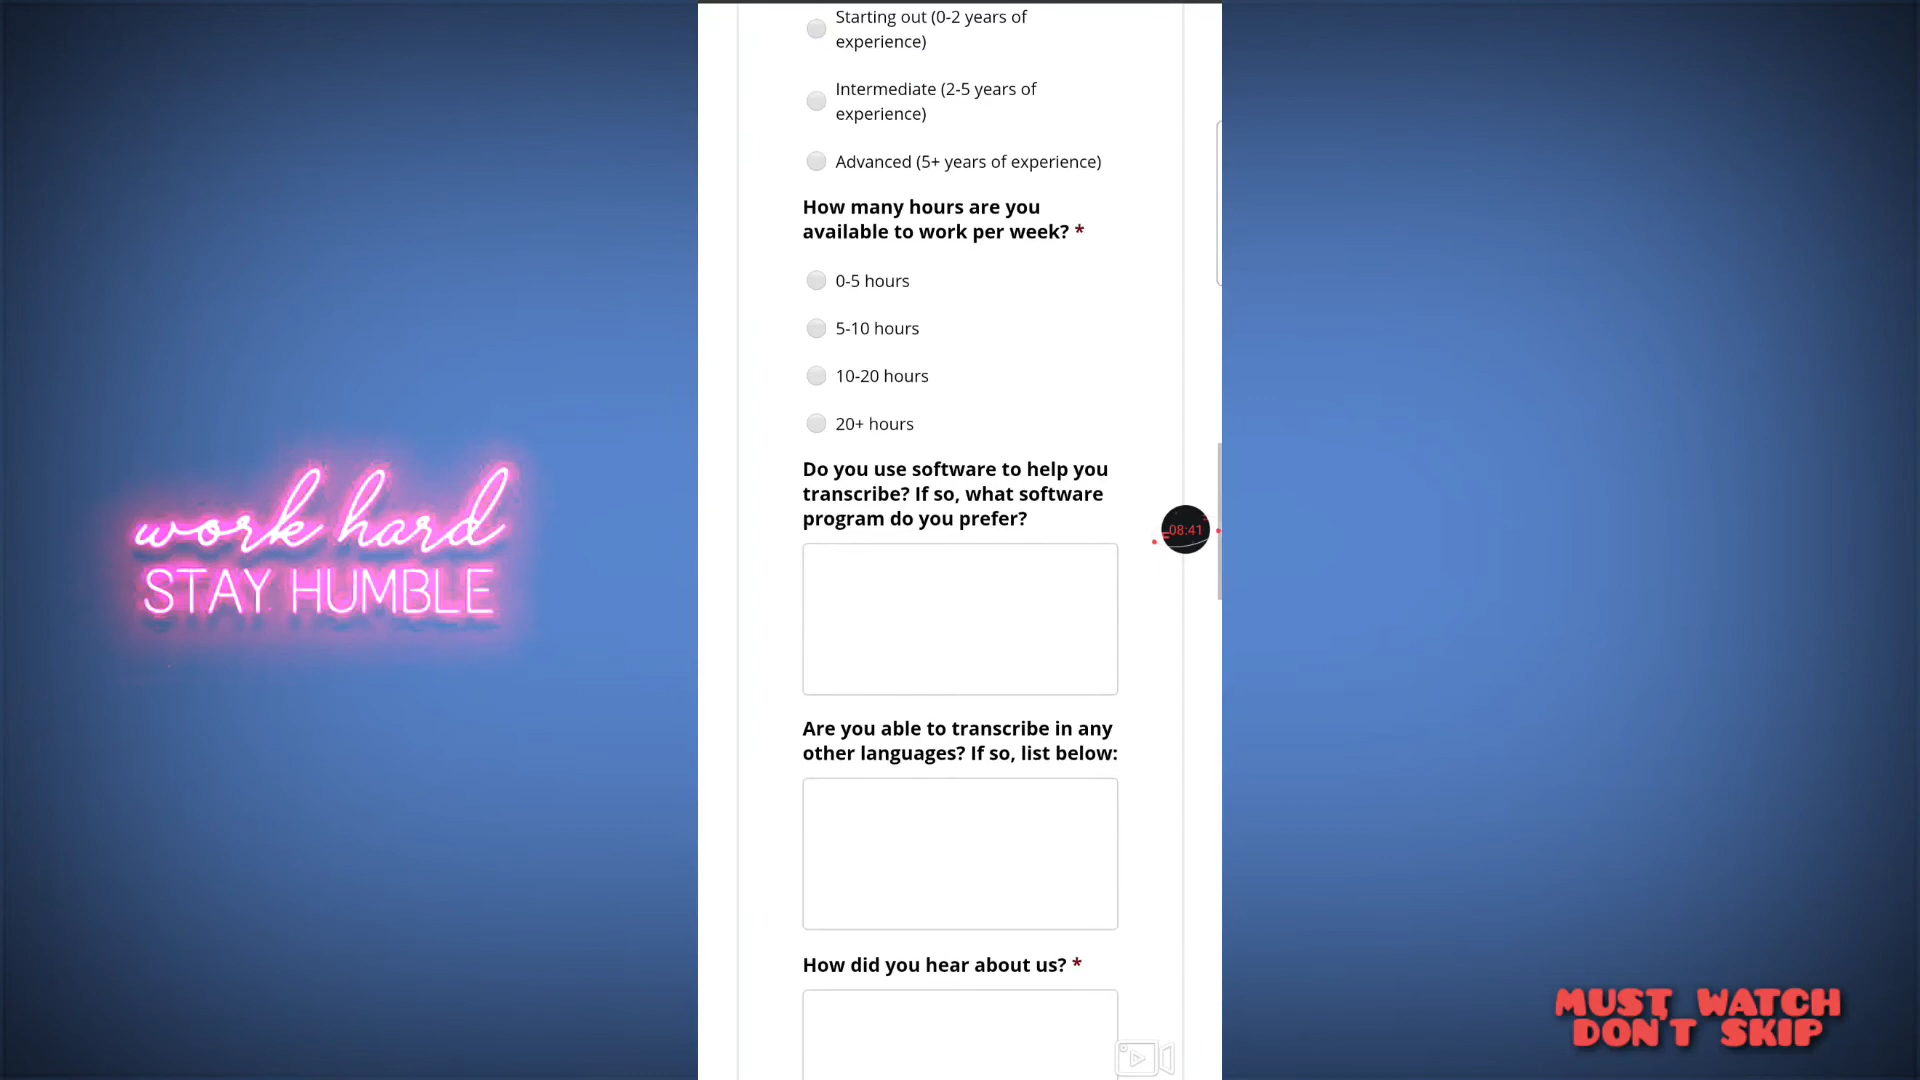 Starting out (0-2 years of
experience)
Intermediate (2-5 years of
experience)
Advanced (5+ years of experience)
How many hours are you
available to work per week? *
0-5 hours
5-10 hours
10-20 hours
20+ hours
Do you use software to help you
transcribe? If so, what software
program do you prefer?
08:41
Are you able to transcribe in any
other languages? If so, list below:
How did you hear about us? *
work hard
STAY HUMBLE
MUST WATCH
DON'T SKIP